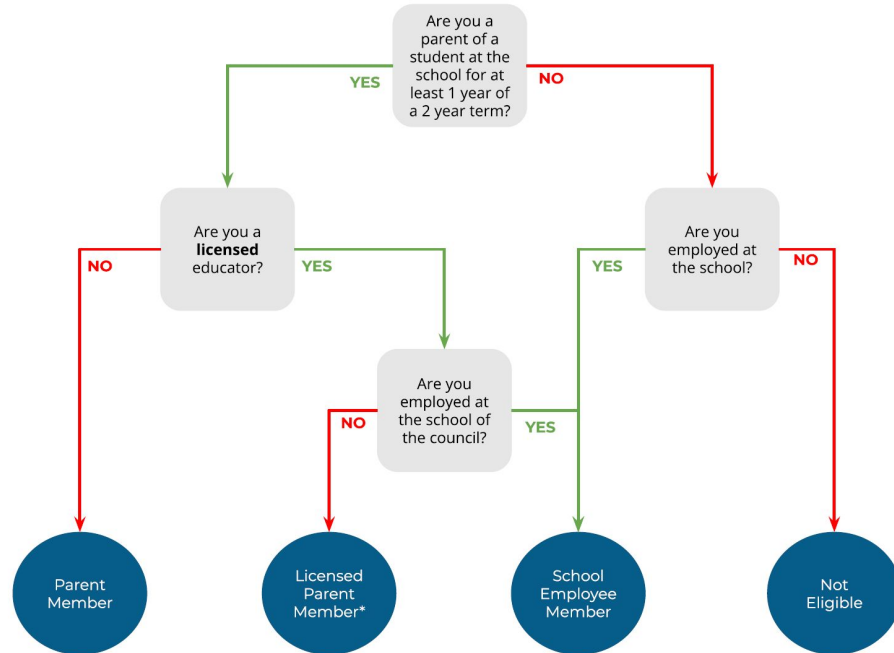 Are you a
parent of a
student at the
school for at
least 1 year of
a 2 year term?
YES
NO
Are you a
licensed
educator?
NO
YES
Are you
employed at
the school?
YES
NO
Are you
employed at
the school of
the council?
NO
YES
Parent
Member
Licensed
Parent
Member*
School
Employee
Member
Not
Eligible